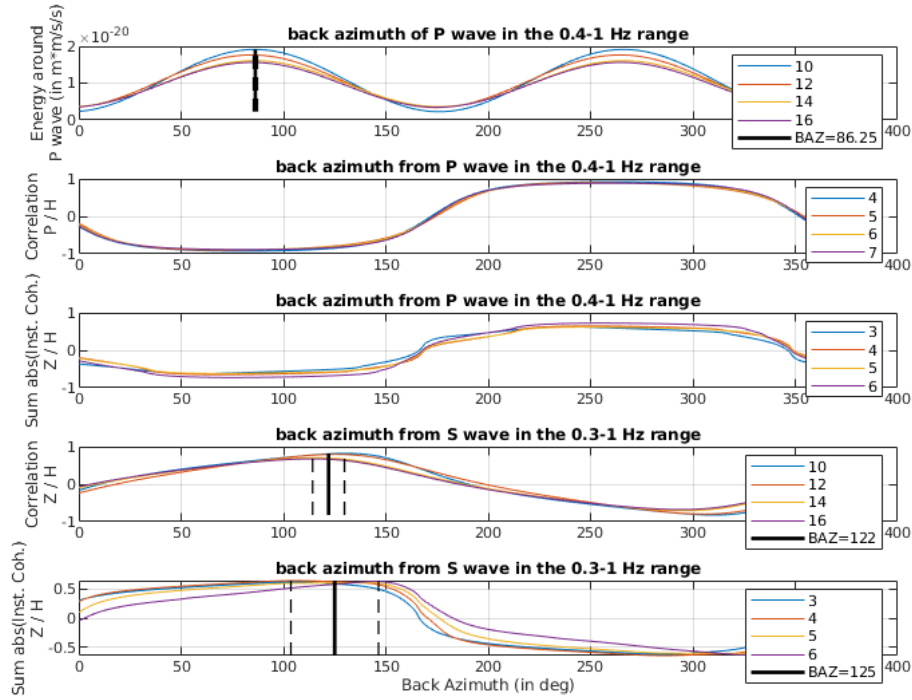 back azimuth of P wave in the 0.4-1 Hz range
×10-20
Energy around
P wave (in m*m/s/s)
2
1
0
0 50 100 150 200 250 300 400
10
12
14
16
BAZ=86.25
back azimuth from P wave in the 0.4-1 Hz range
Correlation
P / H
1
0
-1
0 50 100 150 200 250 300 350 400
4
5
6
7
back azimuth from P wave in the 0.4-1 Hz range
Sum abs(Inst. Coh.)
Z / H
1
0
-1
0 50 100 150 200 250 300 350 400
3
4
5
6
back azimuth from S wave in the 0.3-1 Hz range
Correlation
Z / H
1
0
-1
0 50 100 150 200 250 300 400
10
12
14
16
BAZ=122
back azimuth from S wave in the 0.3-1 Hz range
Sum abs(Inst. Coh.)
Z / H
0.5
0
-0.5
0 50 100 150 200 250 300 400
3
4
5
6
BAZ=125
Back Azimuth (in deg)